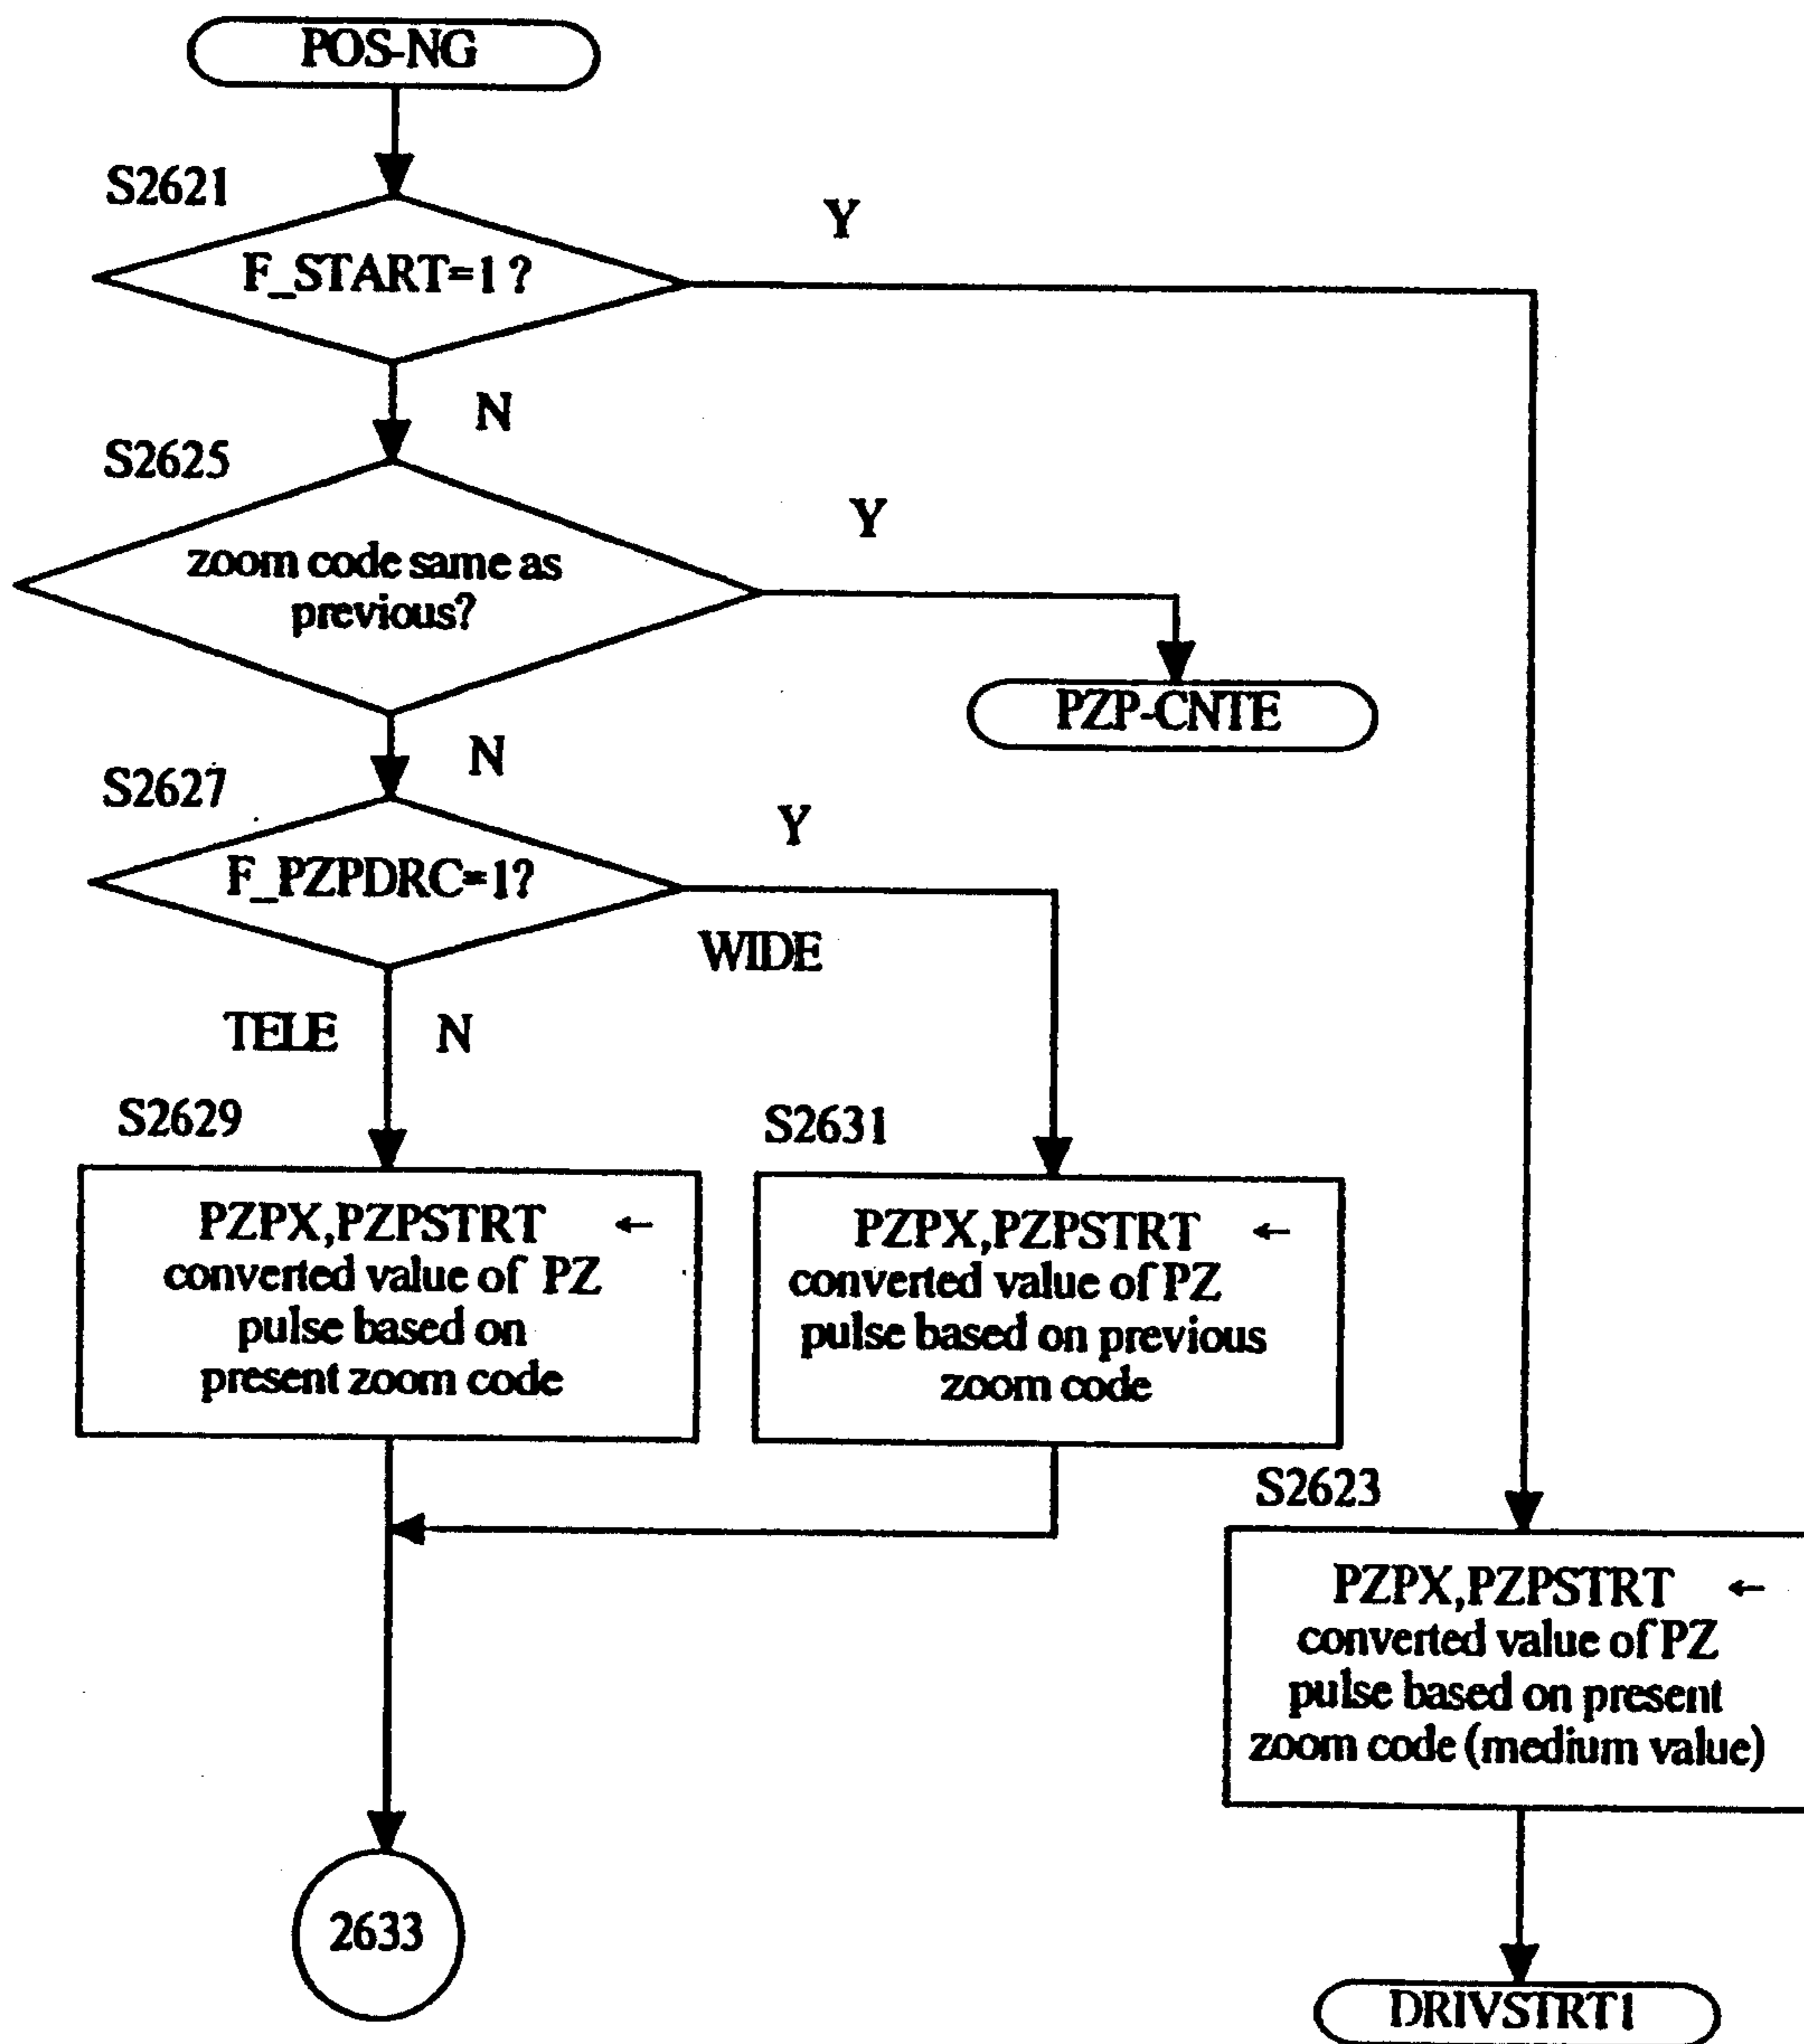 POS-NG
S2621
Y
F_START=1 ?
N
S2625
Y
zoom code same as
previous?
PZP-CNTE
N
S2627
Y
F_PZPDRC=1?
WIDE
TELE N
S2629
S2631
PZPX,PZPSTRT ←
converted value of PZ
pulse based on
present zoom code
PZPX,PZPSTRT ←
converted value of PZ
pulse based on previous
zoom code
S2623
PZPX,PZPSTRT ←
converted value of PZ
pulse based on present
zoom code (medium value)
2633
DRIVSTRT1